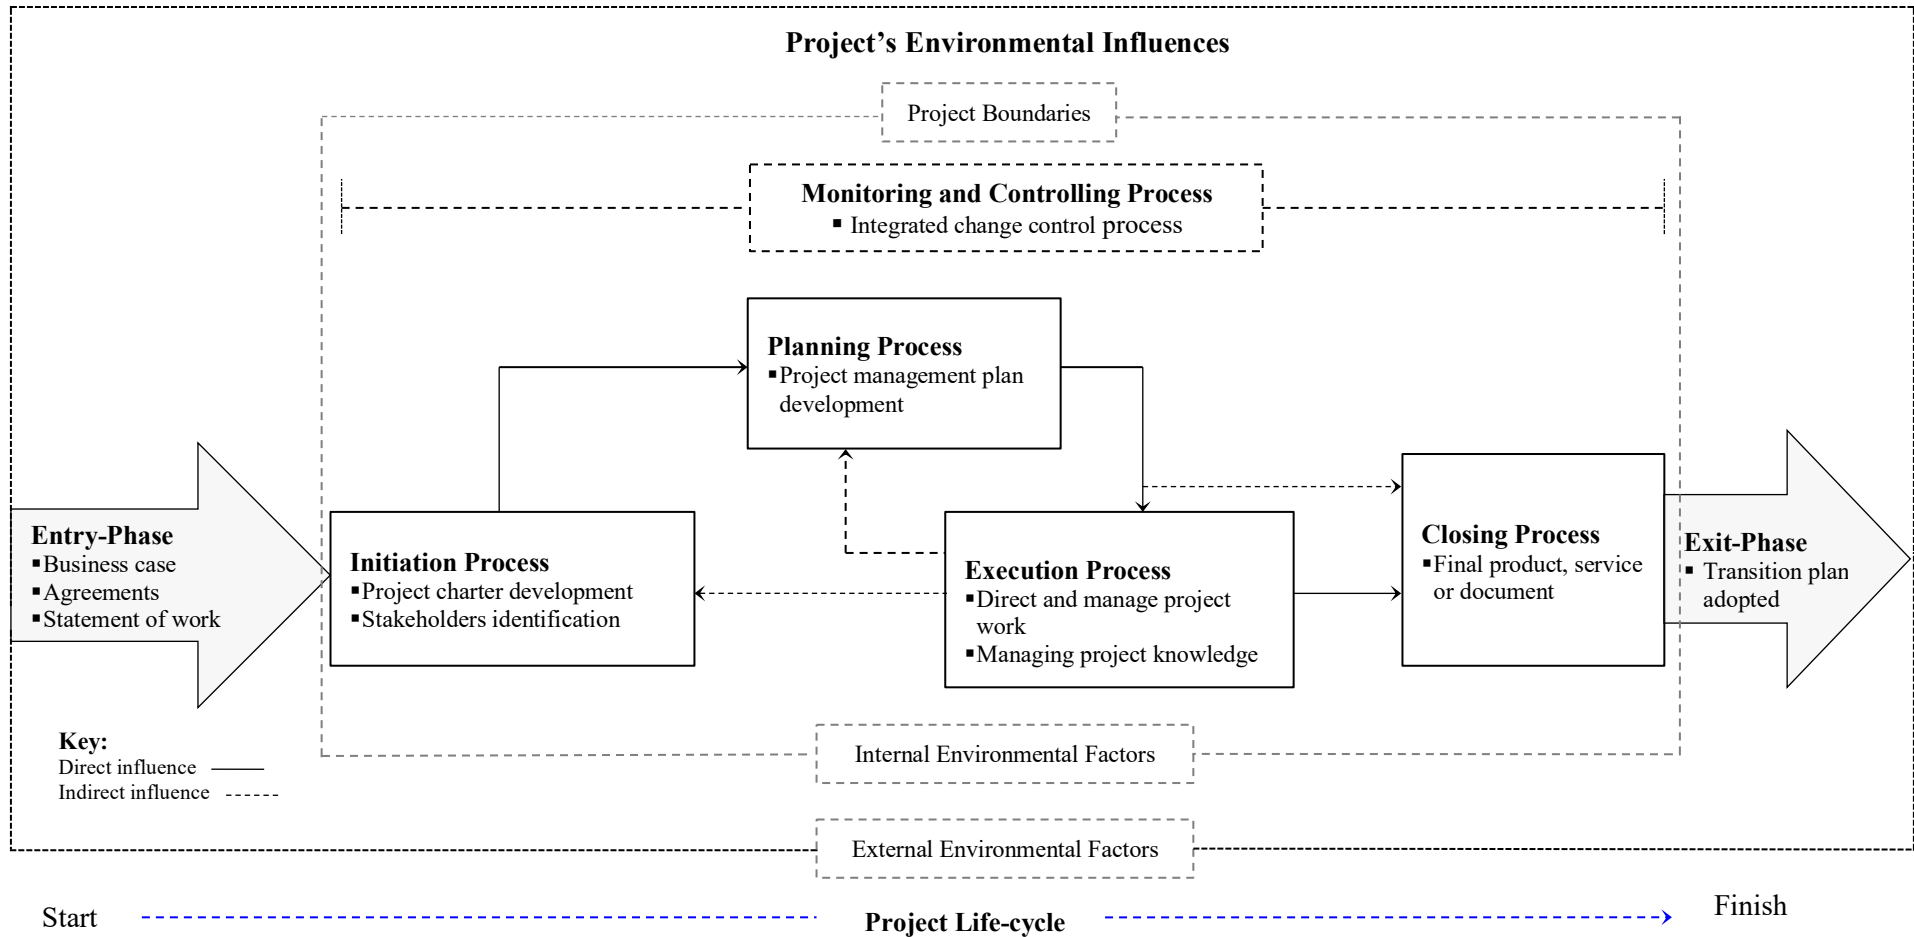 Project’s Environmental Influences
Project Boundaries
Monitoring and Controlling Process
▪ Integrated change control process
Planning Process
▪Project management plan
development
Entry-Phase
▪Business case
▪Agreements
▪Statement of work
Initiation Process
▪Project charter development
▪Stakeholders identification
Execution Process
▪Direct and manage project
work
▪Managing project knowledge
Closing Process
▪Final product, service
or document
Exit-Phase
▪ Transition plan
adopted
Key:
Direct influence
Indirect influence
Internal Environmental Factors
External Environmental Factors
Start
Project Life-cycle
Finish